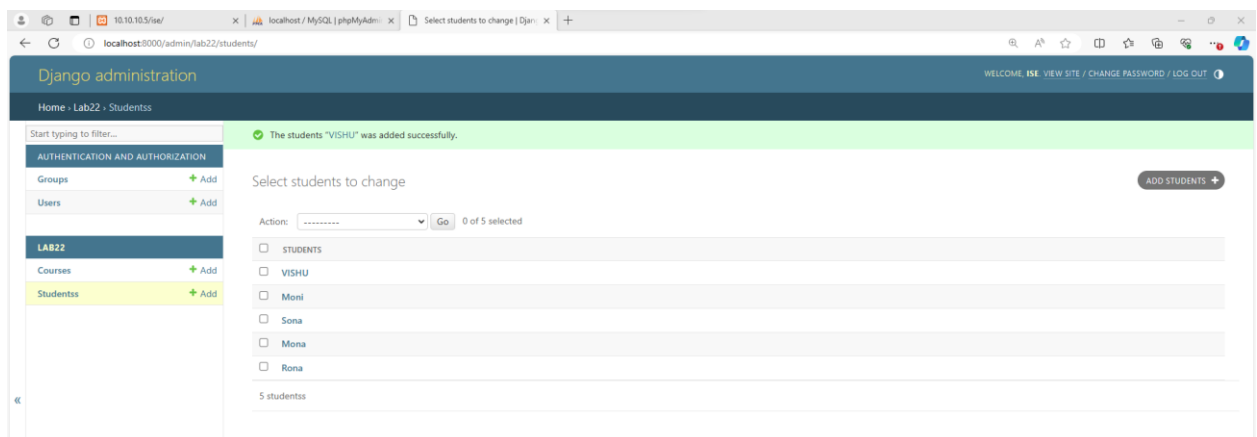 10.10.10.5/ise/
localhost / MySQL | phpMyAdmi
Select students to change | Djang
localhost:8000/admin/lab22/students/
Django administration
WELCOME, ISE. VIEW SITE / CHANGE PASSWORD / LOG OUT
Home › Lab22 › Studentss
Start typing to filter...
The students “VISHU” was added successfully.
AUTHENTICATION AND AUTHORIZATION
Groups + Add
Users + Add
Select students to change
ADD STUDENTS +
Action: --------- Go 0 of 5 selected
LAB22
Courses + Add
Studentss + Add
STUDENTS
VISHU
Moni
Sona
Mona
Rona
5 studentss
«